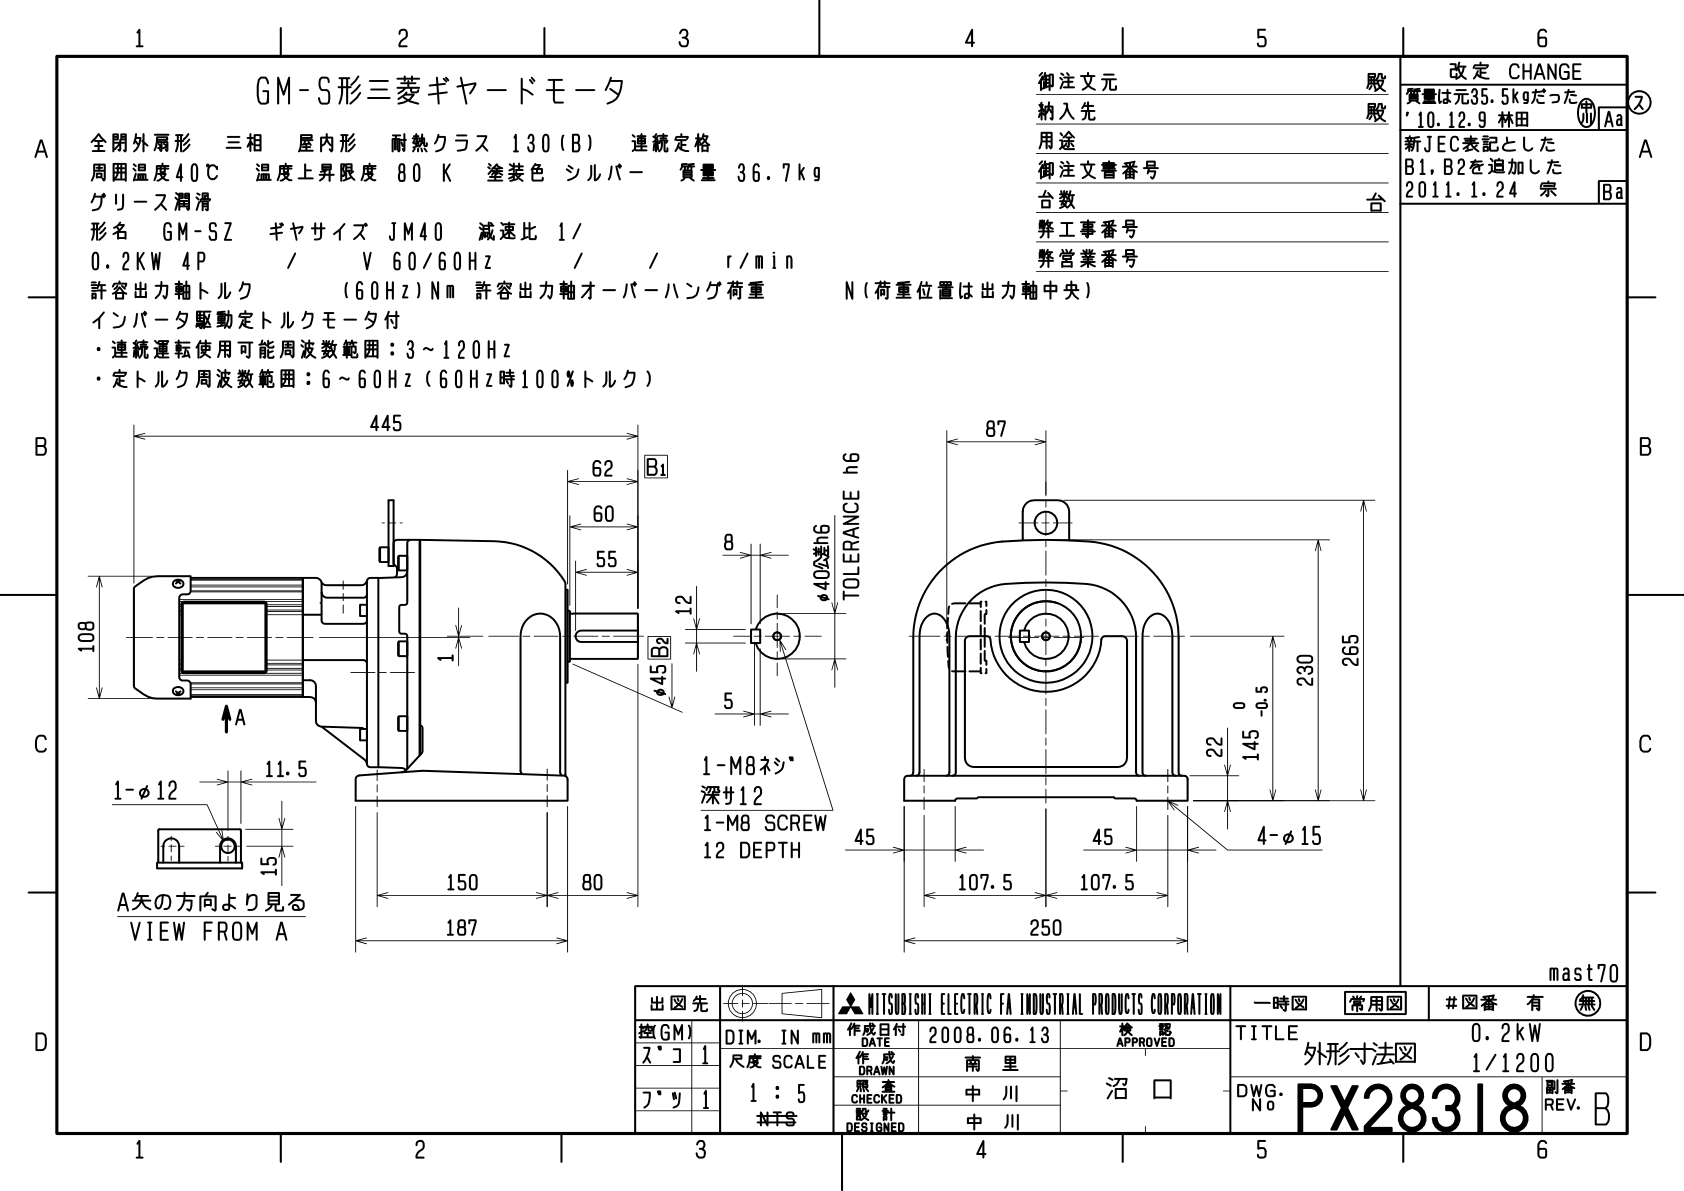 1 2 3 4 5 6
GM-S形三菱ギヤードモータ
全閉外扇形 三相 屋内形 耐熱クラス 130(B) 連続定格
周囲温度40℃ 温度上昇限度 80 K 塗装色 シルバー 質量 36.7kg
グリース潤滑
形名 GM-SZ ギヤサイズ JM40 減速比 1/
0.2KW 4P / V 60/60Hz / / r/min
許容出力軸トルク (60Hz)Nm 許容出力軸オーバーハング荷重 N(荷重位置は出力軸中央)
インバータ駆動定トルクモータ付
・連続運転使用可能周波数範囲：3～120Hz
・定トルク周波数範囲：6～60Hz(60Hz時100%トルク)
御注文元 殿
納入先 殿
用途
御注文書番号
台数 台
弊工事番号
弊営業番号
改定 CHANGE
質量は元35.5kgだった 中川 ス
'10.12.9 林田 Aa
新JEC表記とした
B1,B2を追加した
2011.1.24 宗 Ba
A A
B B
C C
D D
445
62 B1
60
55
108
1
φ45 B2
A
11.5
1-φ12
15
A矢の方向より見る
VIEW FROM A
150 80
187
8
12
5
φ40公差h6
TOLERANCE h6
1-M8ネジ
深サ12
1-M8 SCREW
12 DEPTH
87
265
230
0
145 -0.5
22
45 45
4-φ15
107.5 107.5
250
mast70
出図先
控(GM)
ズコ 1
ブツ 1
DIM. IN mm
尺度 SCALE
1 : 5
NTS
MITSUBISHI ELECTRIC FA INDUSTRIAL PRODUCTS CORPORATION
作成日付 DATE 2008.06.13
作成 DRAWN 南里
照査 CHECKED 中川
設計 DESIGNED 中川
検認 APPROVED
沼口
一時図 常用図 #図番 有 無
TITLE 0.2kW
外形寸法図 1/1200
DWG. No PX28318 副番 REV. B
1 2 3 4 5 6